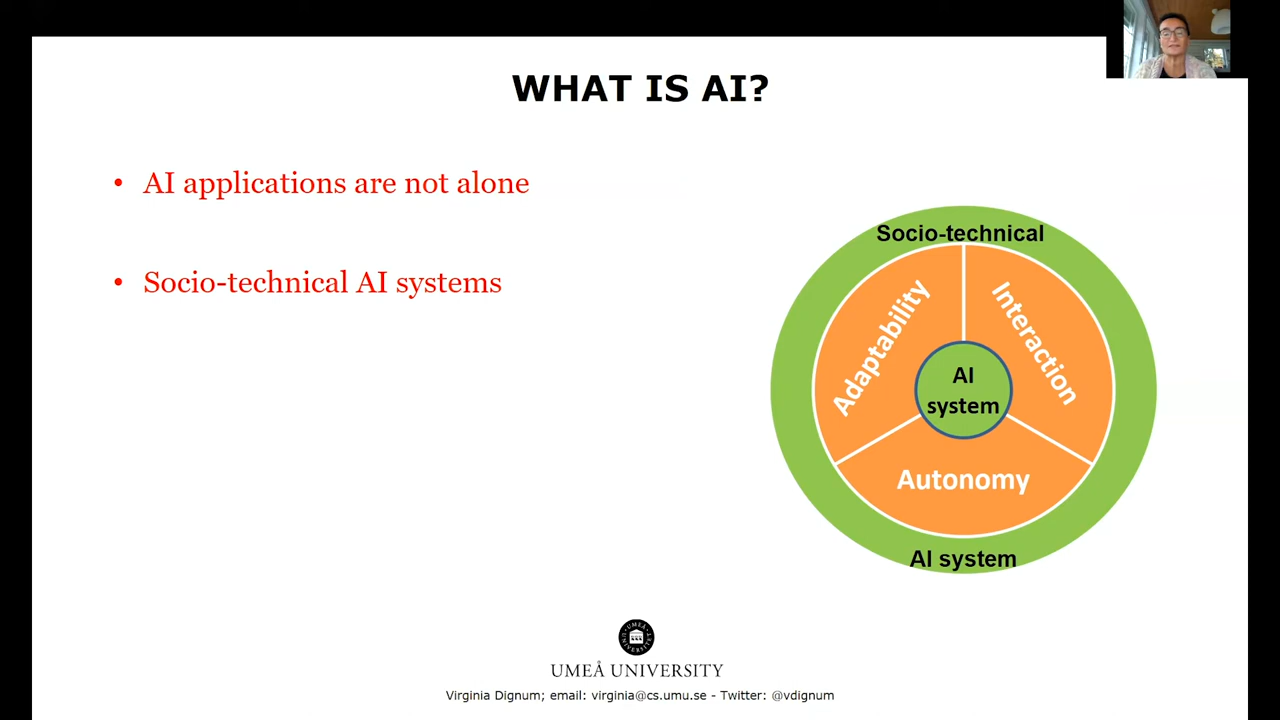 WHAT IS AI?
• AI applications are not alone
• Socio-technical AI systems
Socio-technical
Adaptability
Interaction
AI
system
Autonomy
AI system
UMEÅ UNIVERSITY
Virginia Dignum; email: virginia@cs.umu.se - Twitter: @vdignum